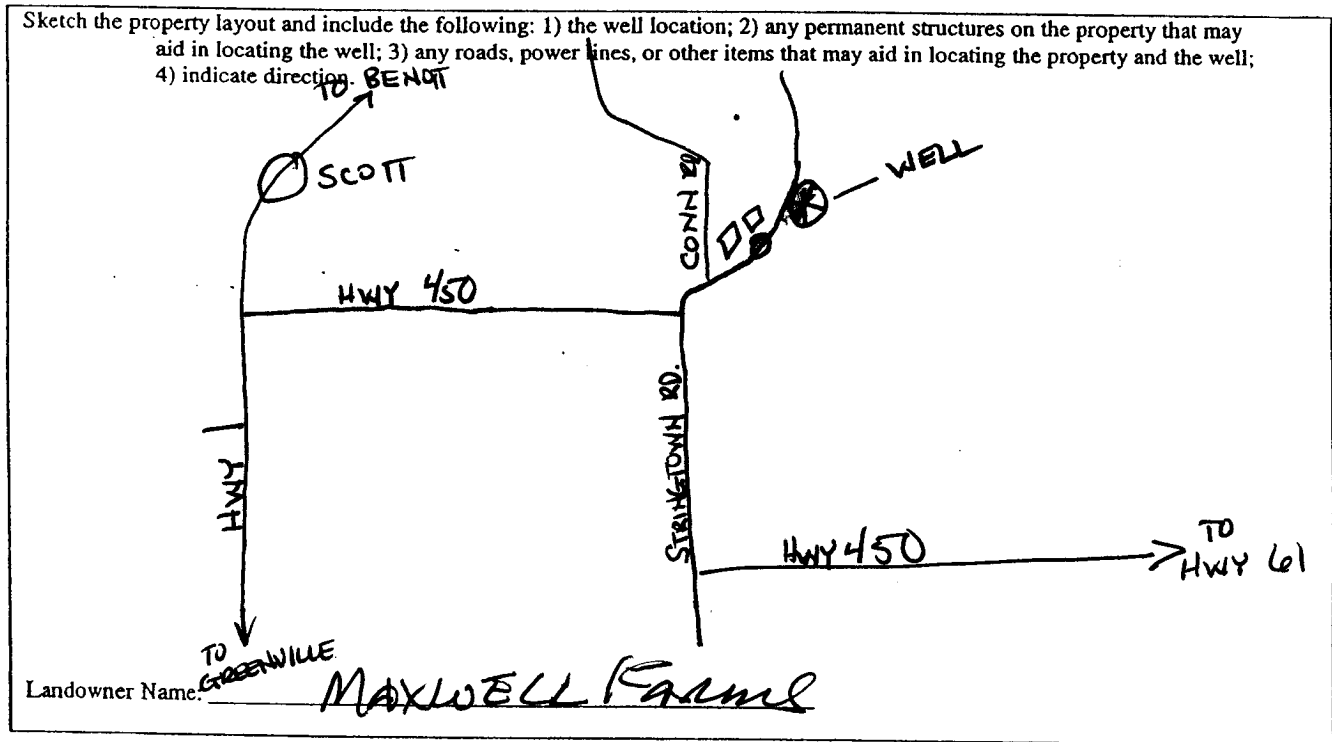 Sketch the property layout and include the following: 1) the well location; 2) any permanent structures on the property that may
aid in locating the well; 3) any roads, power lines, or other items that may aid in locating the property and the well;
4) indicate direction.
TO BENOIT
SCOTT
CONN RD
WELL
HWY 450
STRINGTOWN RD.
HWY 1
HWY 450
TO
HWY 61
TO
GREENVILLE
Landowner Name: MAXWELL Farms